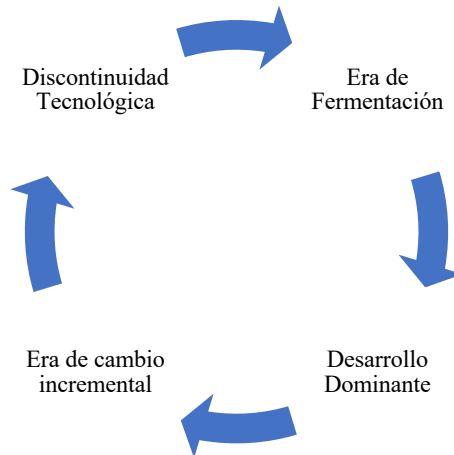 Discontinuidad
Tecnológica
Era de
Fermentación
Era de cambio
incremental
Desarrollo
Dominante